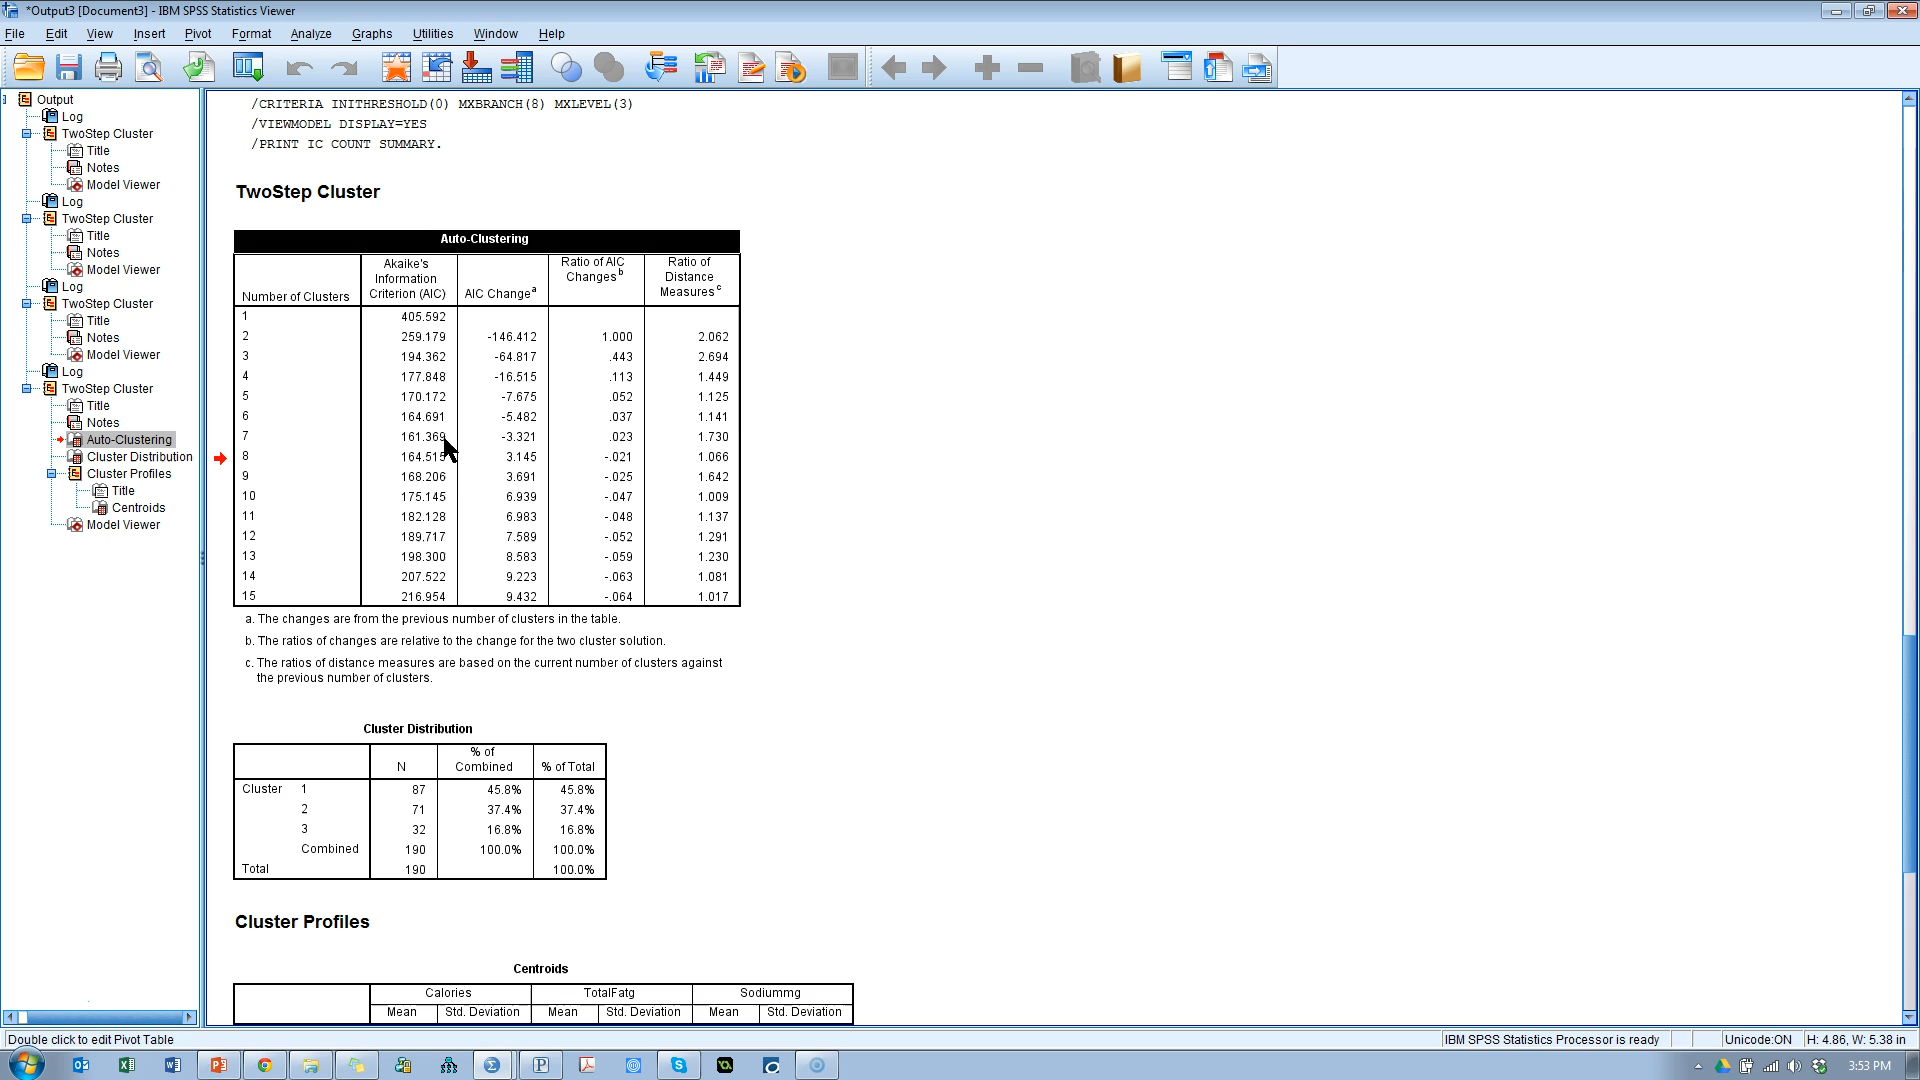 *Output3 [Document3] - IBM SPSS Statistics Viewer
File Edit View Insert Pivot Format Analyze Graphs Utilities Window Help
Output
Log
TwoStep Cluster
Title
Notes
Model Viewer
Log
TwoStep Cluster
Title
Notes
Model Viewer
Log
TwoStep Cluster
Title
Notes
Model Viewer
Log
TwoStep Cluster
Title
Notes
Auto-Clustering
Cluster Distribution
Cluster Profiles
Title
Centroids
Model Viewer
/CRITERIA INITHRESHOLD(0) MXBRANCH(8) MXLEVEL(3)
/VIEWMODEL DISPLAY=YES
/PRINT IC COUNT SUMMARY.
TwoStep Cluster
Auto-Clustering
Number of Clusters Akaike's Information Criterion (AIC) AIC Change a Ratio of AIC Changes b Ratio of Distance Measures c
1 405.592
2 259.179 -146.412 1.000 2.062
3 194.362 -64.817 .443 2.694
4 177.848 -16.515 .113 1.449
5 170.172 -7.675 .052 1.125
6 164.691 -5.482 .037 1.141
7 161.369 -3.321 .023 1.730
8 164.515 3.145 -.021 1.066
9 168.206 3.691 -.025 1.642
10 175.145 6.939 -.047 1.009
11 182.128 6.983 -.048 1.137
12 189.717 7.589 -.052 1.291
13 198.300 8.583 -.059 1.230
14 207.522 9.223 -.063 1.081
15 216.954 9.432 -.064 1.017
a. The changes are from the previous number of clusters in the table.
b. The ratios of changes are relative to the change for the two cluster solution.
c. The ratios of distance measures are based on the current number of clusters against
the previous number of clusters.
Cluster Distribution
N % of Combined % of Total
Cluster 1 87 45.8% 45.8%
2 71 37.4% 37.4%
3 32 16.8% 16.8%
Combined 190 100.0% 100.0%
Total 190 100.0%
Cluster Profiles
Centroids
Calories TotalFatg Sodiummg
Mean Std. Deviation Mean Std. Deviation Mean Std. Deviation
Double click to edit Pivot Table
IBM SPSS Statistics Processor is ready
Unicode:ON H: 4.86, W: 5.38 in
3:53 PM